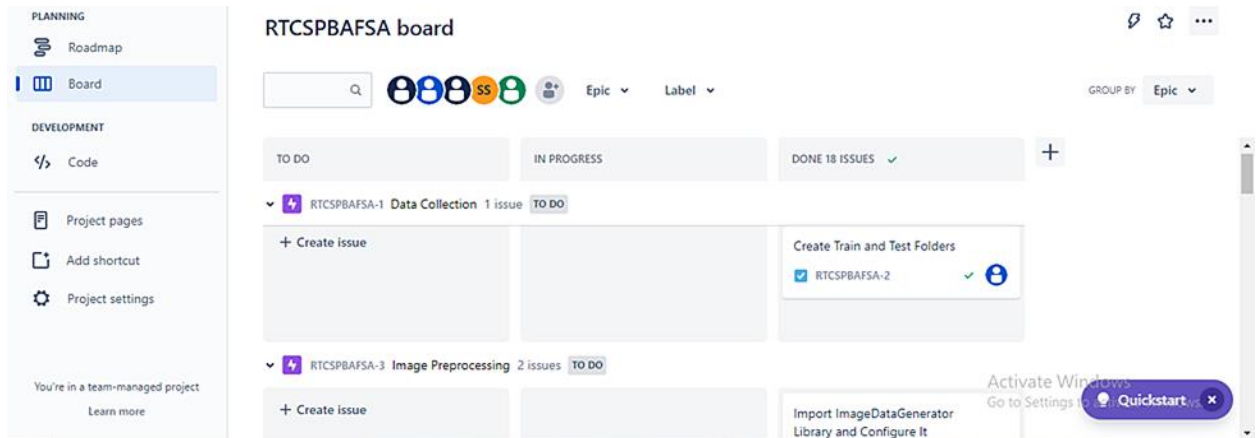 PLANNING
Roadmap
Board
DEVELOPMENT
Code
Project pages
Add shortcut
Project settings
You're in a team-managed project
Learn more
RTCSPBAFSA board
SS
Epic
Label
GROUP BY Epic
TO DO
IN PROGRESS
DONE 18 ISSUES
RTCSPBAFSA-1 Data Collection 1 issue TO DO
+ Create issue
Create Train and Test Folders
RTCSPBAFSA-2
RTCSPBAFSA-3 Image Preprocessing 2 issues TO DO
+ Create issue
Import ImageDataGenerator
Library and Configure It
Activate Windows
Go to Settings to
Quickstart